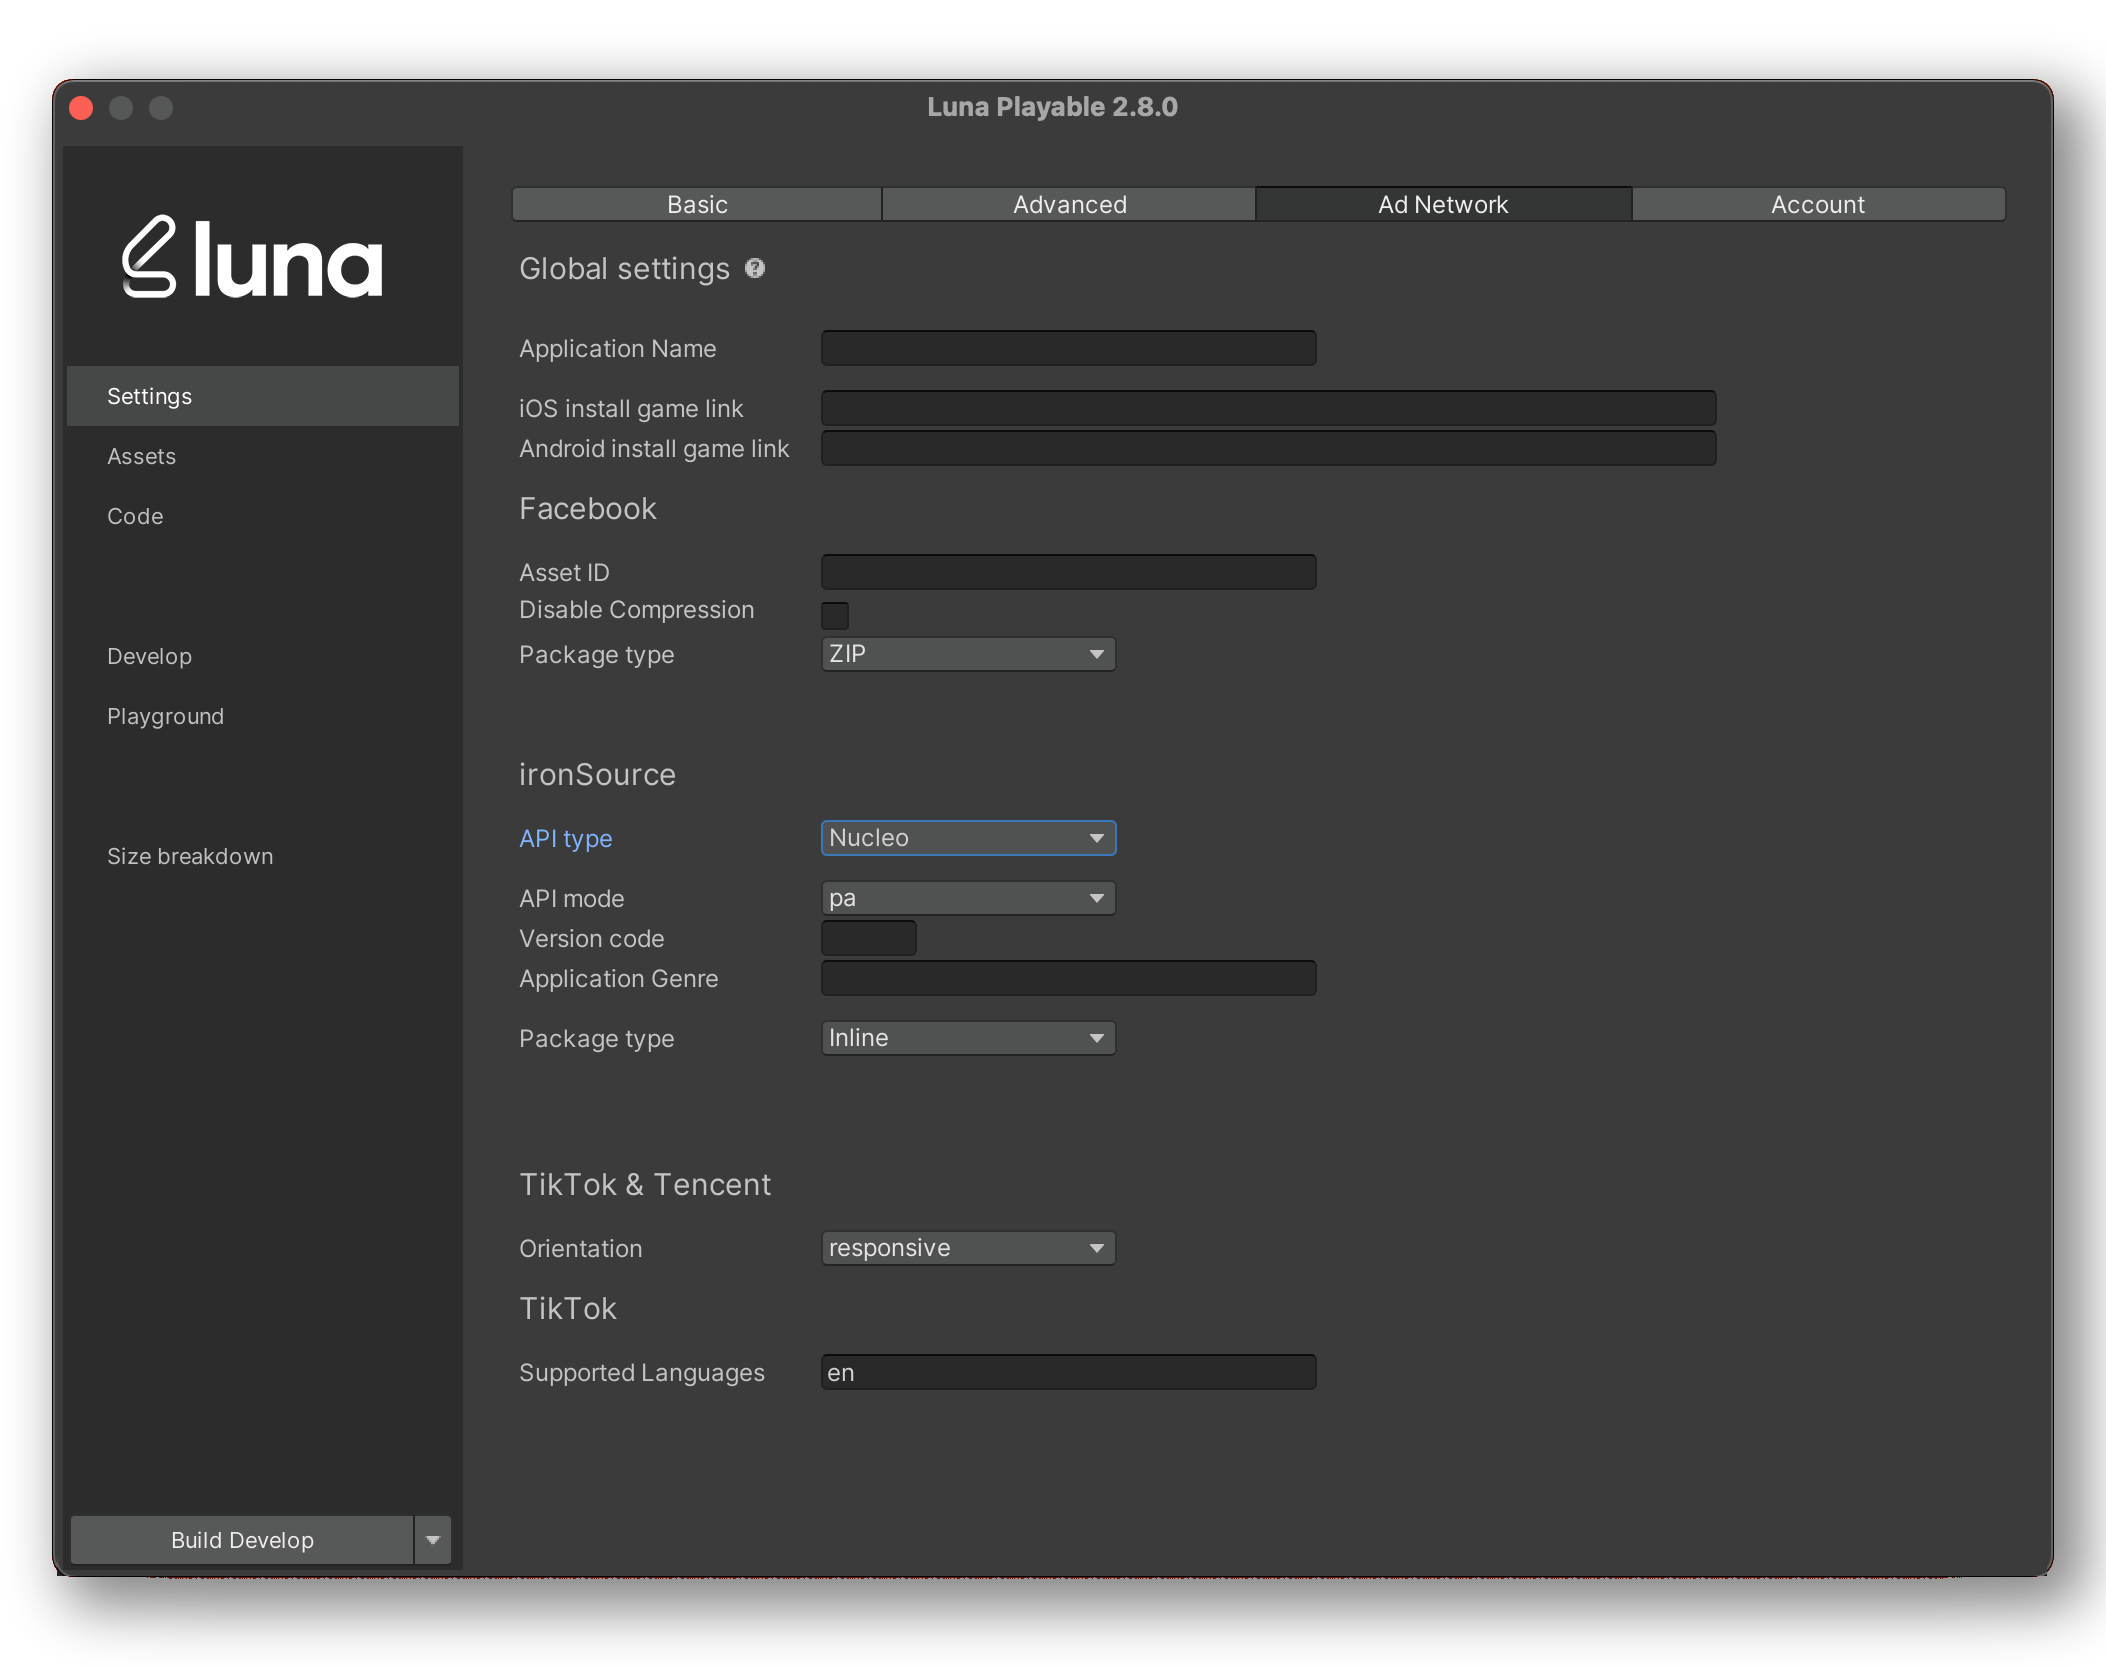 Luna Playable 2.8.0
luna
Settings
Assets
Code
Develop
Playground
Size breakdown
Build Develop
Basic
Advanced
Ad Network
Account
Global settings ?
Application Name
iOS install game link
Android install game link
Facebook
Asset ID
Disable Compression
Package type ZIP
ironSource
API type Nucleo
API mode pa
Version code
Application Genre
Package type Inline
TikTok & Tencent
Orientation responsive
TikTok
Supported Languages en